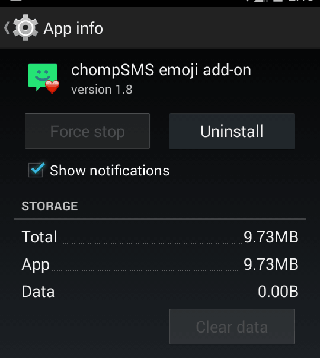 App info
chompSMS emoji add-on
version 1.8
Force stop
Uninstall
Show notifications
STORAGE
Total 9.73MB
App 9.73MB
Data 0.00B
Clear data